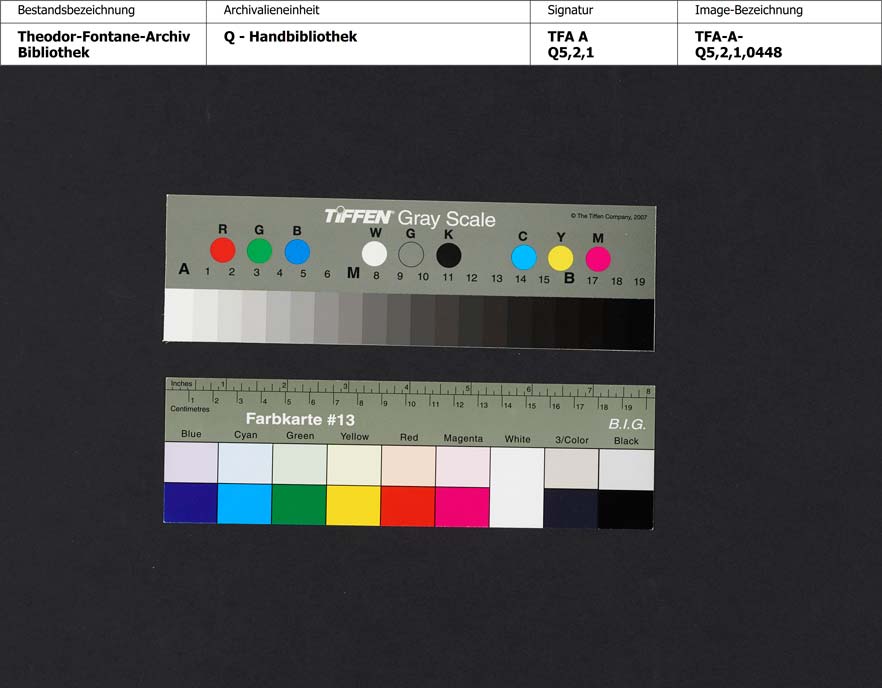 Bestandsbezeichnung Archivalieneinheit Signatur Image-Bezeichnung
Theodor-Fontane-Archiv Q - Handbibliothek TFA A TFA-A-
Bibliothek Q5,2,1 Q5,2,1,0448
TIFFEN Gray Scale © The Tiffen Company, 2007
R G B W G K C Y M
A 1 2 3 4 5 6 M 8 9 10 11 12 13 14 15 B 17 18 19
Inches 1 2 3 4 5 6 7 8
1 2 3 4 5 6 7 8 9 10 11 12 13 14 15 16 17 18 19
Centimetres
Farbkarte #13 B.I.G.
Blue Cyan Green Yellow Red Magenta White 3/Color Black